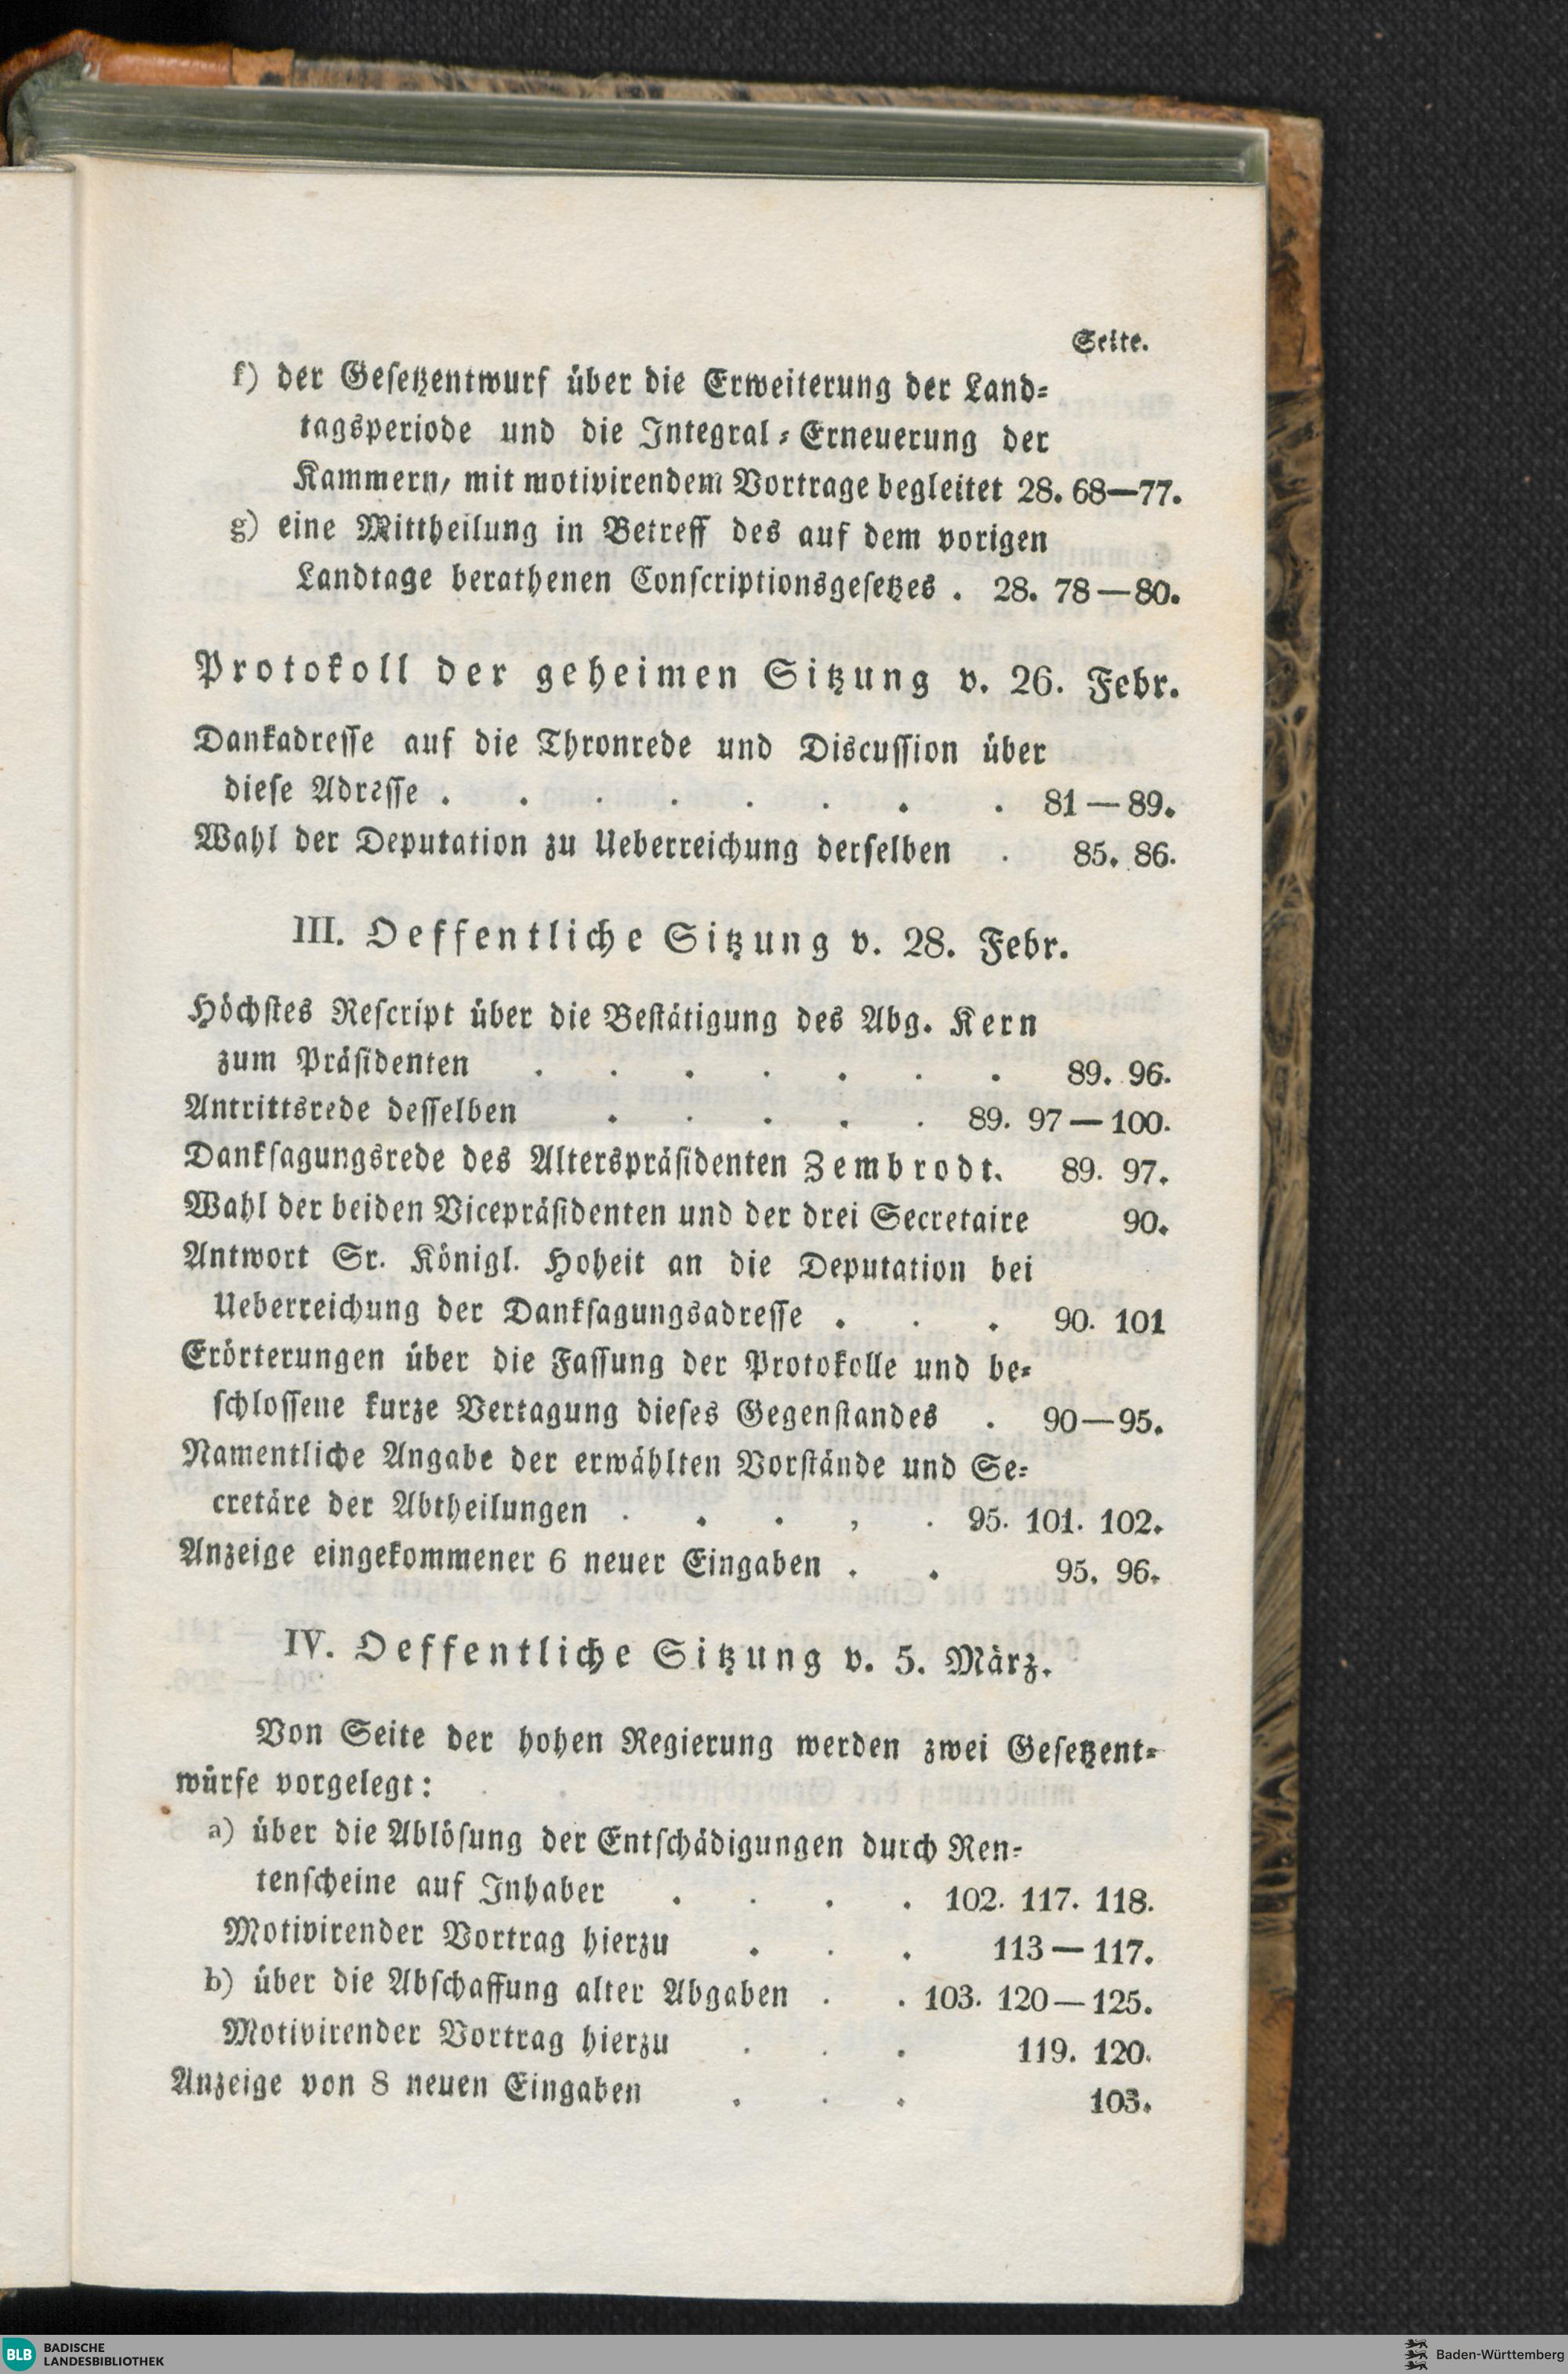 Seite.
f) der Gesetzentwurf über die Erweiterung der Land-
tagsperiode und die Integral-Erneuerung der
Kammern, mit motivirendem Vortrage begleitet 28. 68—77.
g) eine Mittheilung in Betreff des auf dem vorigen
Landtage berathenen Conscriptionsgesetzes . 28. 78—80.
Protokoll der geheimen Sitzung v. 26. Febr.
Dankadresse auf die Thronrede und Discussion über
diese Adresse . . . . . . . . 81—89.
Wahl der Deputation zu Ueberreichung derselben . 85. 86.
III. Oeffentliche Sitzung v. 28. Febr.
Höchstes Rescript über die Bestätigung des Abg. Kern
zum Präsidenten . . . . . . . 89. 96.
Antrittsrede desselben . . . . . 89. 97—100.
Danksagungsrede des Alterspräsidenten Zembrodt. 89. 97.
Wahl der beiden Vicepräsidenten und der drei Secretaire 90.
Antwort Sr. Königl. Hoheit an die Deputation bei
Ueberreichung der Danksagungsadresse . . . 90. 101
Erörterungen über die Fassung der Protokolle und be-
schlossene kurze Vertagung dieses Gegenstandes . 90—95.
Namentliche Angabe der erwählten Vorstände und Se-
cretäre der Abtheilungen . . . , . 95. 101. 102.
Anzeige eingekommener 6 neuer Eingaben . . 95. 96.
IV. Oeffentliche Sitzung v. 5. März.
Von Seite der hohen Regierung werden zwei Gesetzent-
würfe vorgelegt:
a) über die Ablösung der Entschädigungen durch Ren-
tenscheine auf Inhaber . . . . 102. 117. 118.
Motivirender Vortrag hierzu . . . 113—117.
b) über die Abschaffung alter Abgaben . . 103. 120—125.
Motivirender Vortrag hierzu . . . 119. 120.
Anzeige von 8 neuen Eingaben . . . 103.
BLB BADISCHE
LANDESBIBLIOTHEK
Baden-Württemberg